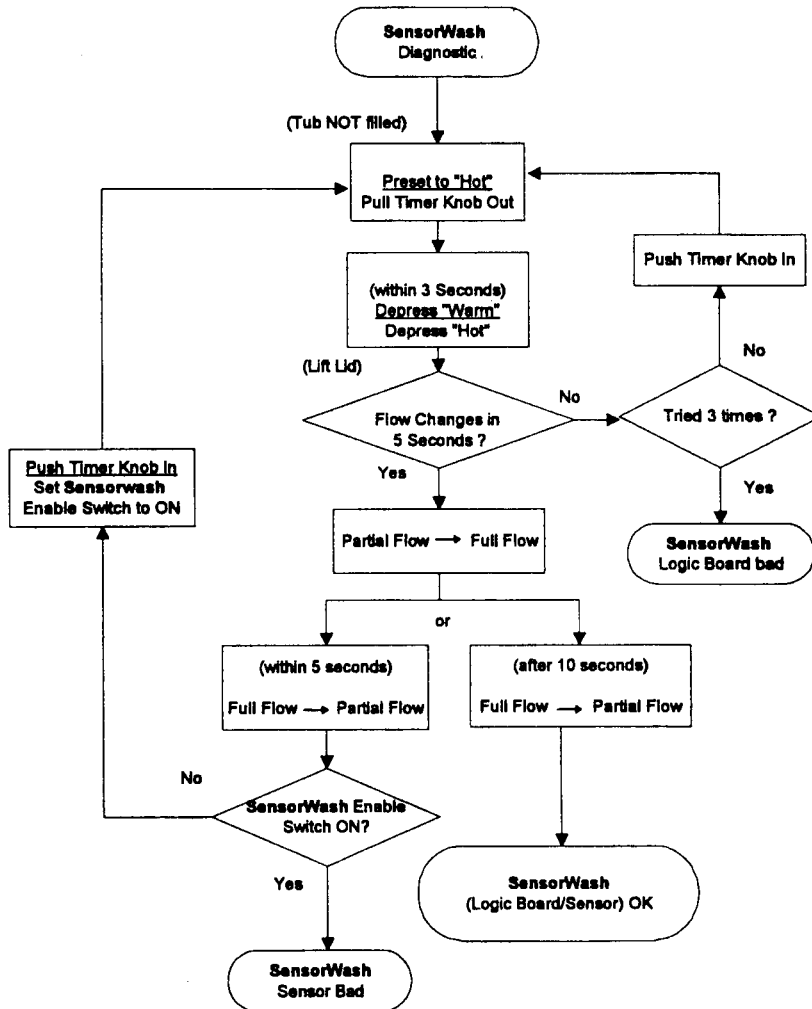 SensorWash
Diagnostic .
(Tub NOT filled)
Preset to "Hot"
Pull Timer Knob Out
Push Timer Knob In
(within 3 Seconds)
Depress "Warm"
Depress "Hot"
(Lift Lid)
No
No
Flow Changes in
5 Seconds ?
Tried 3 times ?
Push Timer Knob In
Set Sensorwash
Enable Switch to ON
Yes
Yes
Partial Flow → Full Flow
SensorWash
Logic Board bad
or
(within 5 seconds)
Full Flow → Partial Flow
(after 10 seconds)
Full Flow → Partial Flow
No
SensorWash Enable
Switch ON?
Yes
SensorWash
(Logic Board/Sensor) OK
SensorWash
Sensor Bad